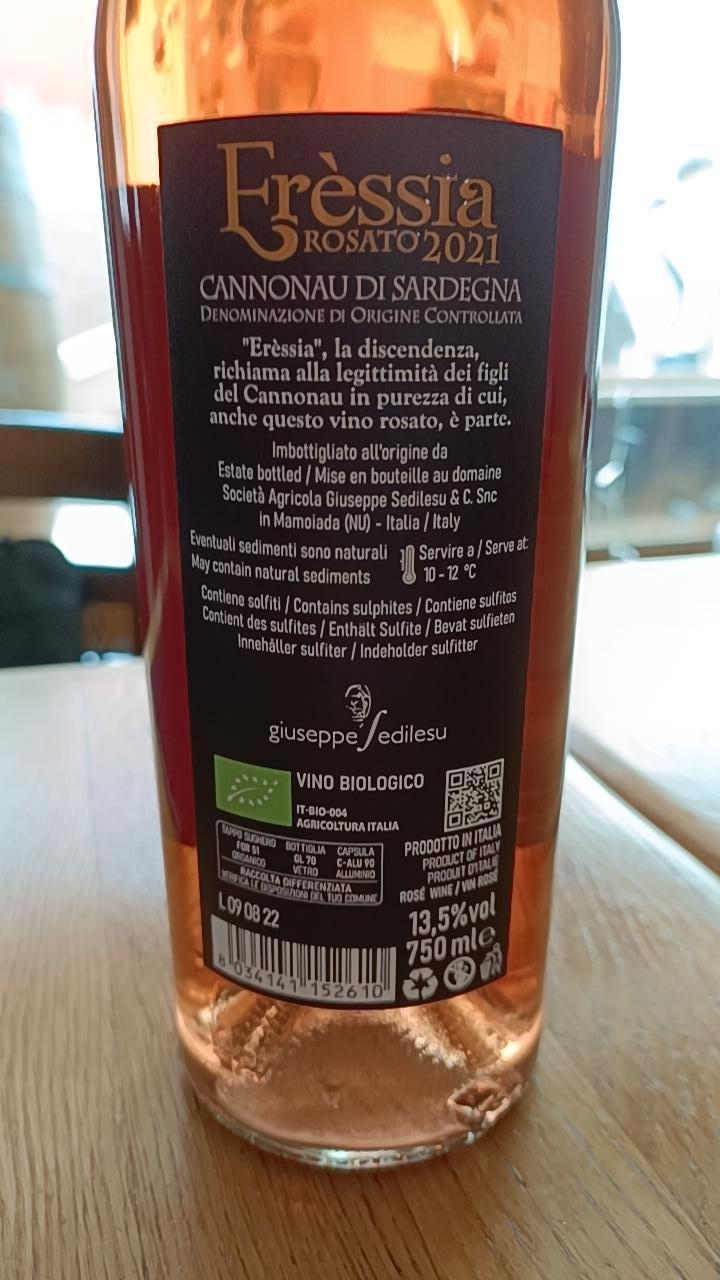 Erèssia
ROSATO 2021
CANNONAU DI SARDEGNA
DENOMINAZIONE DI ORIGINE CONTROLLATA
"Erèssia", la discendenza,
richiama alla legittimità dei figli
del Cannonau in purezza di cui,
anche questo vino rosato, è parte.
Imbottigliato all'origine da
Estate bottled / Mise en bouteille au domaine
Società Agricola Giuseppe Sedilesu & C. Snc
in Mamoiada (NU) - Italia / Italy
Eventuali sedimenti sono naturali
May contain natural sediments
Servire a / Serve at:
10 - 12 °C
Contiene solfiti / Contains sulphites / Contiene sulfitos
Contient des sulfites / Enthält Sulfite / Bevat sulfieten
Innehåller sulfiter / Indeholder sulfitter
giuseppe Sedilesu
VINO BIOLOGICO
IT-BIO-004
AGRICOLTURA ITALIA
TAPPO SUGHERO
FOR 51
ORGANICO
BOTTIGLIA
GL 70
VETRO
CAPSULA
C-ALU 90
ALLUMINIO
RACCOLTA DIFFERENZIATA
VERIFICA LE DISPOSIZIONI DEL TUO COMUNE
PRODOTTO IN ITALIA
PRODUCT OF ITALY
PRODUIT D'ITALIE
ROSÉ WINE / VIN ROSÉ
L 09 08 22
13,5%vol
750 ml e
8 034141 152610